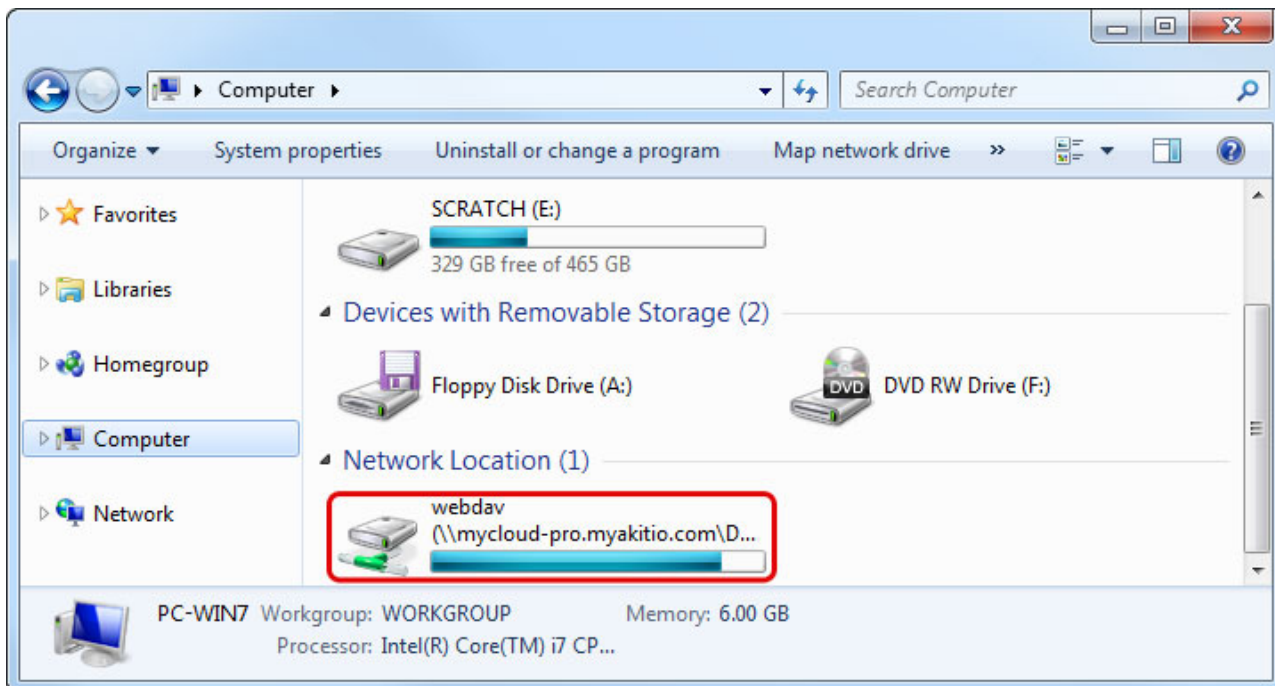 Computer
Search Computer
Organize System properties Uninstall or change a program Map network drive »
Favorites
Libraries
Homegroup
Computer
Network
SCRATCH (E:)
329 GB free of 465 GB
Devices with Removable Storage (2)
Floppy Disk Drive (A:)
DVD
DVD RW Drive (F:)
Network Location (1)
webdav
(\\mycloud-pro.myakitio.com\D...
PC-WIN7 Workgroup: WORKGROUP Memory: 6.00 GB
Processor: Intel(R) Core(TM) i7 CP...